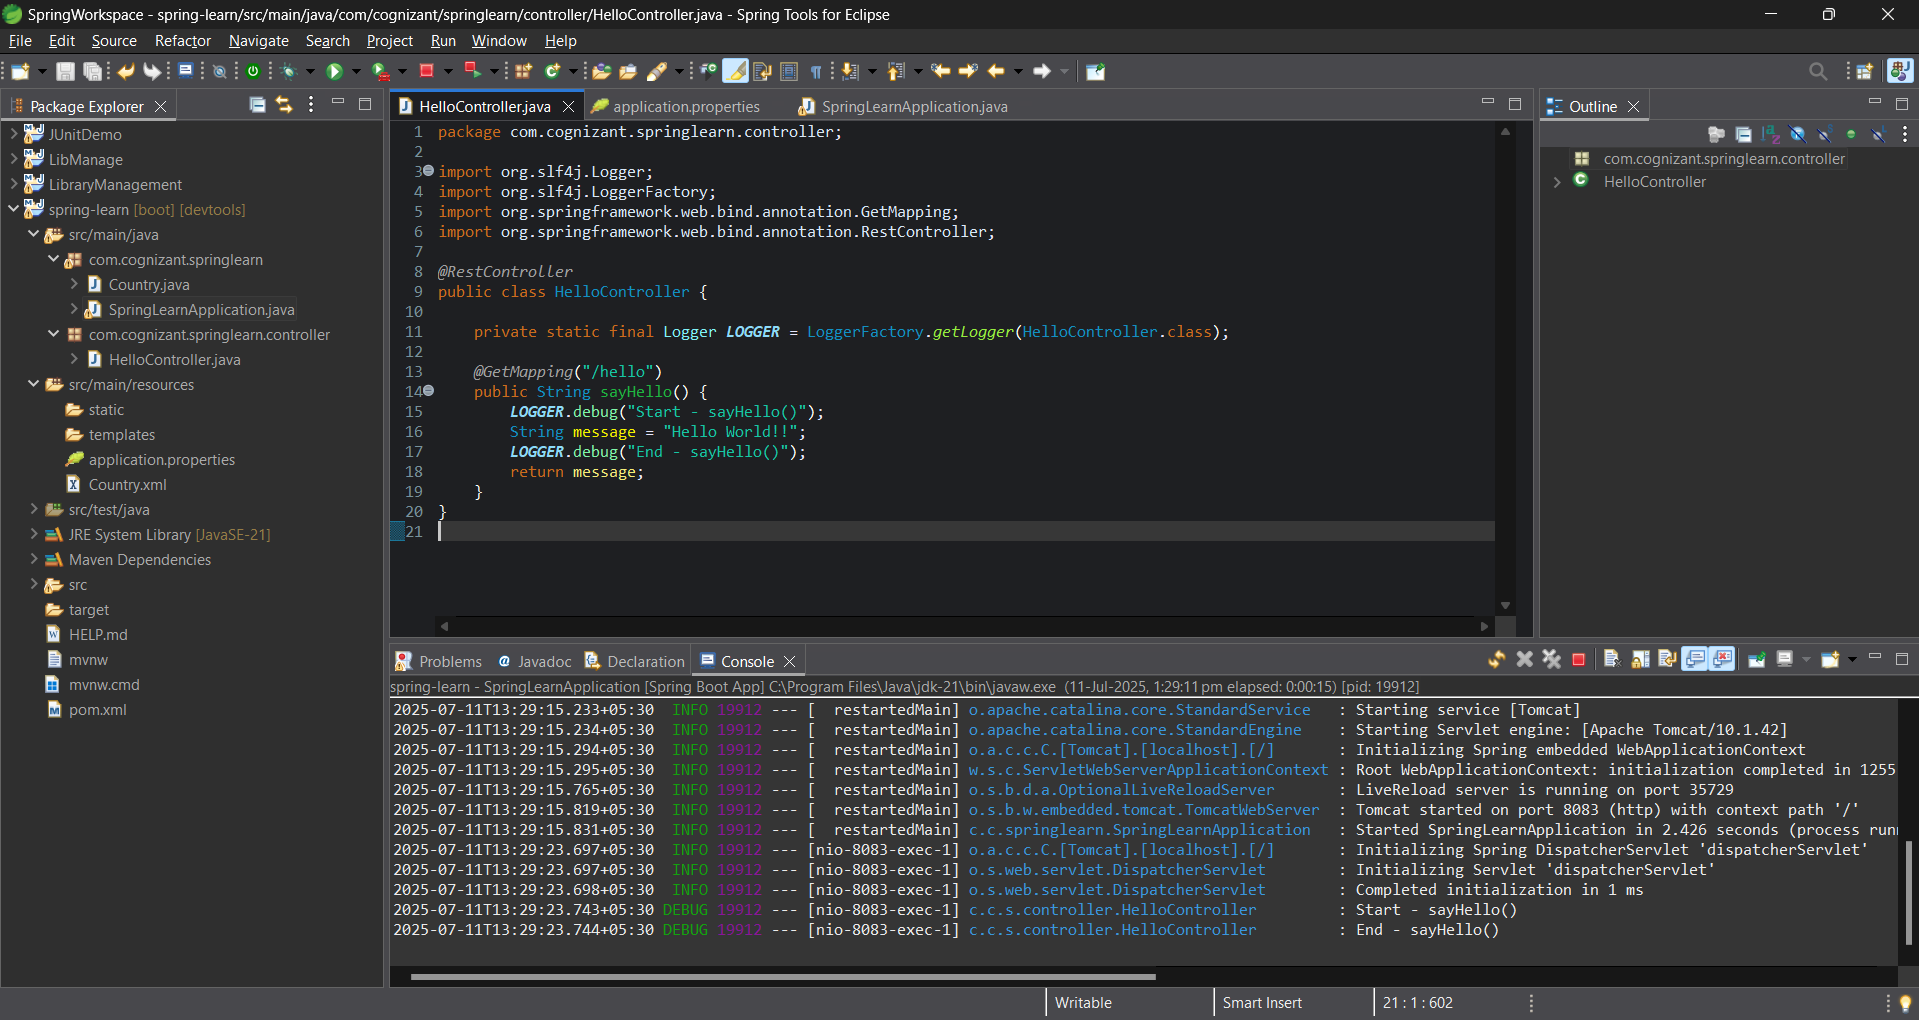 SpringWorkspace - spring-learn/src/main/java/com/cognizant/springlearn/controller/HelloController.java - Spring Tools for Eclipse
File Edit Source Refactor Navigate Search Project Run Window Help
Package Explorer
JUnitDemo
LibManage
LibraryManagement
spring-learn [boot] [devtools]
src/main/java
com.cognizant.springlearn
Country.java
SpringLearnApplication.java
com.cognizant.springlearn.controller
HelloController.java
src/main/resources
static
templates
application.properties
Country.xml
src/test/java
JRE System Library [JavaSE-21]
Maven Dependencies
src
target
HELP.md
mvnw
mvnw.cmd
pom.xml
HelloController.java application.properties SpringLearnApplication.java
1 package com.cognizant.springlearn.controller;
2
3 import org.slf4j.Logger;
4 import org.slf4j.LoggerFactory;
5 import org.springframework.web.bind.annotation.GetMapping;
6 import org.springframework.web.bind.annotation.RestController;
7
8 @RestController
9 public class HelloController {
10
11 private static final Logger LOGGER = LoggerFactory.getLogger(HelloController.class);
12
13 @GetMapping("/hello")
14 public String sayHello() {
15 LOGGER.debug("Start - sayHello()");
16 String message = "Hello World!!";
17 LOGGER.debug("End - sayHello()");
18 return message;
19 }
20 }
21
Outline
com.cognizant.springlearn.controller
HelloController
Problems Javadoc Declaration Console
spring-learn - SpringLearnApplication [Spring Boot App] C:\Program Files\Java\jdk-21\bin\javaw.exe (11-Jul-2025, 1:29:11 pm elapsed: 0:00:15) [pid: 19912]
2025-07-11T13:29:15.233+05:30 INFO 19912 --- [ restartedMain] o.apache.catalina.core.StandardService : Starting service [Tomcat]
2025-07-11T13:29:15.234+05:30 INFO 19912 --- [ restartedMain] o.apache.catalina.core.StandardEngine : Starting Servlet engine: [Apache Tomcat/10.1.42]
2025-07-11T13:29:15.294+05:30 INFO 19912 --- [ restartedMain] o.a.c.c.C.[Tomcat].[localhost].[/] : Initializing Spring embedded WebApplicationContext
2025-07-11T13:29:15.295+05:30 INFO 19912 --- [ restartedMain] w.s.c.ServletWebServerApplicationContext : Root WebApplicationContext: initialization completed in 1255
2025-07-11T13:29:15.765+05:30 INFO 19912 --- [ restartedMain] o.s.b.d.a.OptionalLiveReloadServer : LiveReload server is running on port 35729
2025-07-11T13:29:15.819+05:30 INFO 19912 --- [ restartedMain] o.s.b.w.embedded.tomcat.TomcatWebServer : Tomcat started on port 8083 (http) with context path '/'
2025-07-11T13:29:15.831+05:30 INFO 19912 --- [ restartedMain] c.c.springlearn.SpringLearnApplication : Started SpringLearnApplication in 2.426 seconds (process run
2025-07-11T13:29:23.697+05:30 INFO 19912 --- [nio-8083-exec-1] o.a.c.c.C.[Tomcat].[localhost].[/] : Initializing Spring DispatcherServlet 'dispatcherServlet'
2025-07-11T13:29:23.697+05:30 INFO 19912 --- [nio-8083-exec-1] o.s.web.servlet.DispatcherServlet : Initializing Servlet 'dispatcherServlet'
2025-07-11T13:29:23.698+05:30 INFO 19912 --- [nio-8083-exec-1] o.s.web.servlet.DispatcherServlet : Completed initialization in 1 ms
2025-07-11T13:29:23.743+05:30 DEBUG 19912 --- [nio-8083-exec-1] c.c.s.controller.HelloController : Start - sayHello()
2025-07-11T13:29:23.744+05:30 DEBUG 19912 --- [nio-8083-exec-1] c.c.s.controller.HelloController : End - sayHello()
Writable Smart Insert 21 : 1 : 602